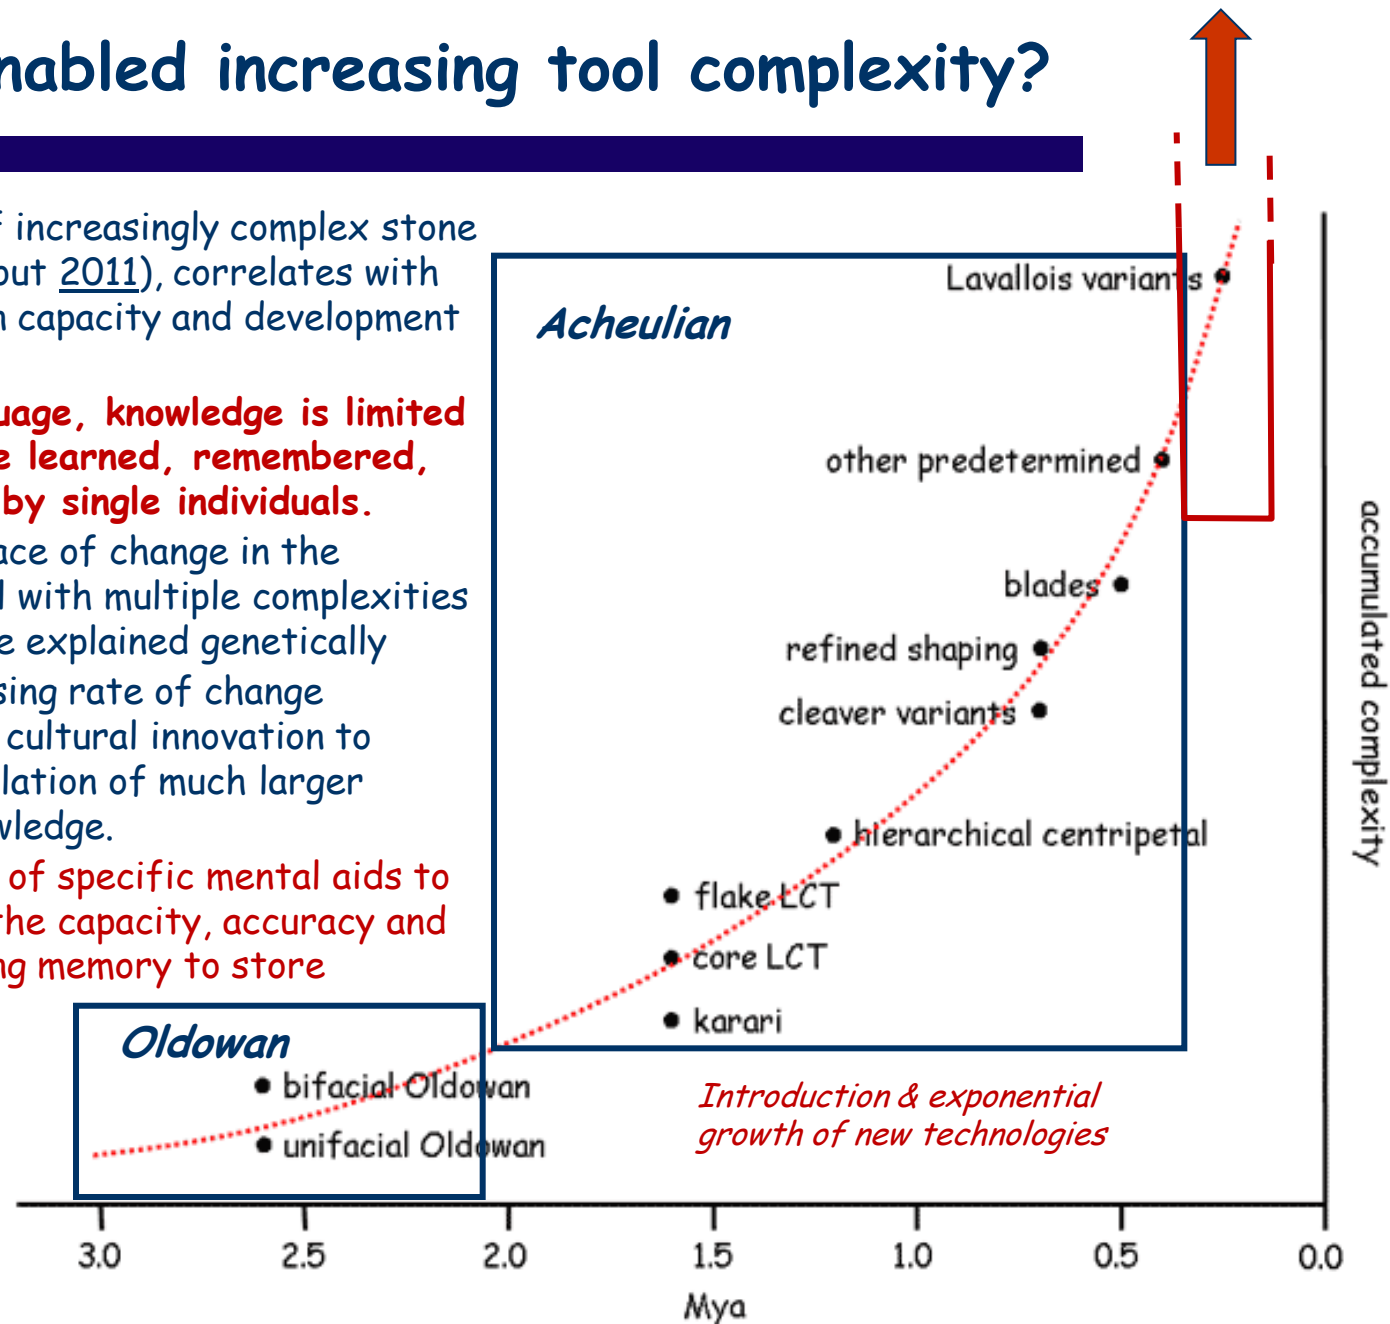 nabled increasing tool complexity?
f increasingly complex stone
out 2011), correlates with
n capacity and development
uage, knowledge is limited
e learned, remembered,
by single individuals.
ace of change in the
l with multiple complexities
e explained genetically
sing rate of change
cultural innovation to
lation of much larger
wledge.
of specific mental aids to
the capacity, accuracy and
ng memory to store
Acheulian
Lavallois variants
other predetermined
blades
refined shaping
cleaver variants
hierarchical centripetal
flake LCT
core LCT
karari
Oldowan
bifacial Oldowan
unifacial Oldowan
Introduction & exponential
growth of new technologies
accumulated complexity
3.0 2.5 2.0 1.5 1.0 0.5 0.0
Mya